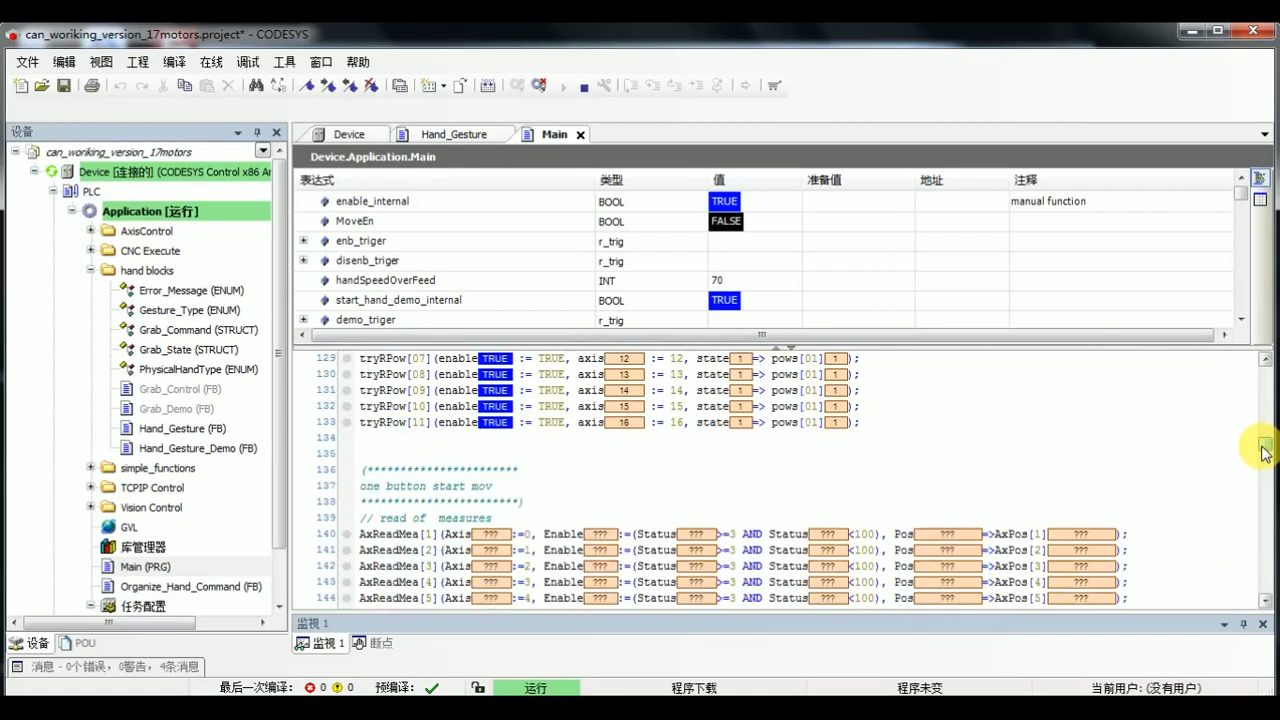 can_woriking_version_17motors.project* - CODESYS
文件 编辑 视图 工程 编译 在线 调试 工具 窗口 帮助
设备
can_woriking_version_17motors
Device [连接的] (CODESYS Control x86 Ar
PLC
Application [运行]
AxisControl
CNC Execute
hand blocks
Error_Message (ENUM)
Gesture_Type (ENUM)
Grab_Command (STRUCT)
Grab_State (STRUCT)
PhysicalHandType (ENUM)
Grab_Control (FB)
Grab_Demo (FB)
Hand_Gesture (FB)
Hand_Gesture_Demo (FB)
simple_functions
TCPIP Control
Vision Control
GVL
库管理器
Main (PRG)
Organize_Hand_Command (FB)
任务配置
设备 POU
Device Hand_Gesture Main
Device.Application.Main
表达式 类型 值 准备值 地址 注释
enable_internal BOOL TRUE manual function
MoveEn BOOL FALSE
enb_triger r_trig
disenb_triger r_trig
handSpeedOverFeed INT 70
start_hand_demo_internal BOOL TRUE
demo_triger r_trig
129 tryRPow[07](enable TRUE := TRUE, axis 12 := 12, state 1 => pows[01] 1 );
130 tryRPow[08](enable TRUE := TRUE, axis 13 := 13, state 1 => pows[01] 1 );
131 tryRPow[09](enable TRUE := TRUE, axis 14 := 14, state 1 => pows[01] 1 );
132 tryRPow[10](enable TRUE := TRUE, axis 15 := 15, state 1 => pows[01] 1 );
133 tryRPow[11](enable TRUE := TRUE, axis 16 := 16, state 1 => pows[01] 1 );
134
135
136 (************************
137 one button start mov
138 ************************)
139 // read of measures
140 AxReadMea[1](Axis ??? :=0, Enable ??? :=(Status ??? >=3 AND Status ??? <100), Pos ??? =>AxPos[1] ??? );
141 AxReadMea[2](Axis ??? :=1, Enable ??? :=(Status ??? >=3 AND Status ??? <100), Pos ??? =>AxPos[2] ??? );
142 AxReadMea[3](Axis ??? :=2, Enable ??? :=(Status ??? >=3 AND Status ??? <100), Pos ??? =>AxPos[3] ??? );
143 AxReadMea[4](Axis ??? :=3, Enable ??? :=(Status ??? >=3 AND Status ??? <100), Pos ??? =>AxPos[4] ??? );
144 AxReadMea[5](Axis ??? :=4, Enable ??? :=(Status ??? >=3 AND Status ??? <100), Pos ??? =>AxPos[5] ??? );
监视 1
监视 1 断点
消息 - 0个错误，0警告，4条消息
最后一次编译: 0 0 预编译: 运行 程序下载 程序未变 当前用户: (没有用户)